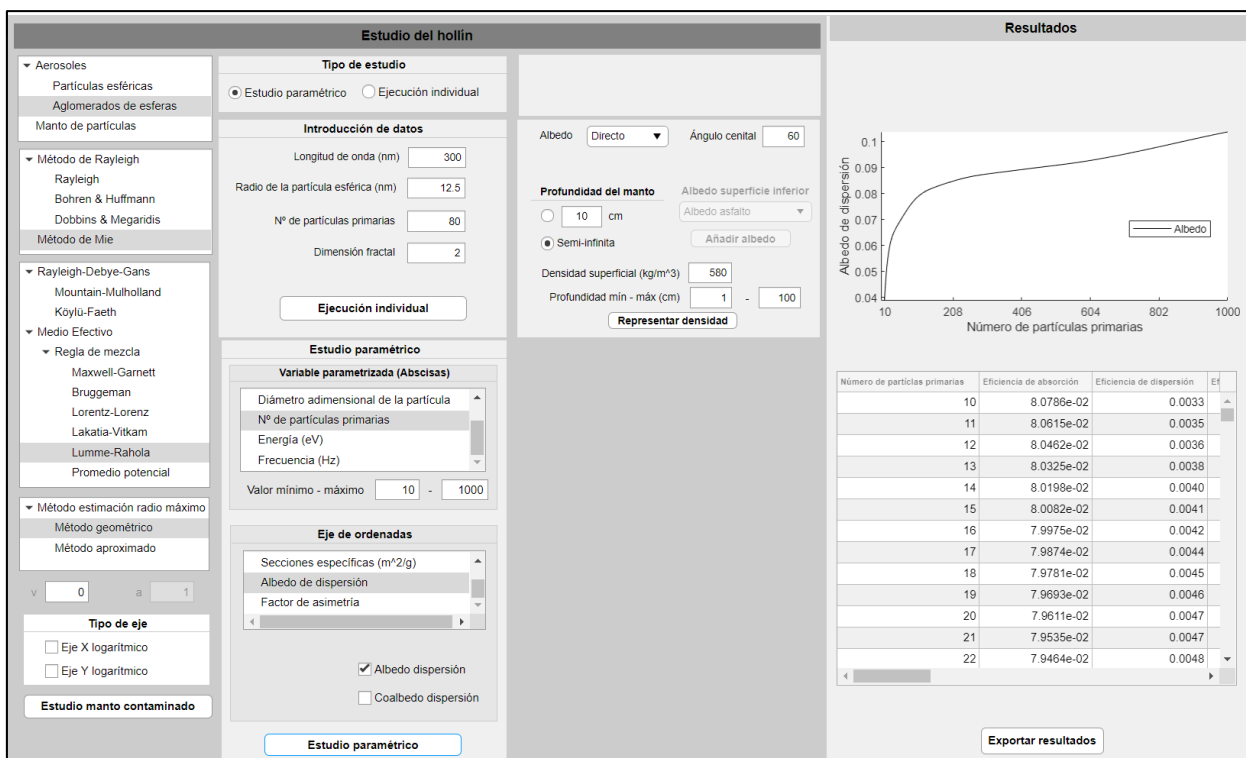 Estudio del hollín
Aerosoles
Partículas esféricas
Aglomerados de esferas
Manto de partículas
Método de Rayleigh
Rayleigh
Bohren & Huffmann
Dobbins & Megaridis
Método de Mie
Rayleigh-Debye-Gans
Mountain-Mulholland
Köylü-Faeth
Medio Efectivo
Regla de mezcla
Maxwell-Garnett
Bruggeman
Lorentz-Lorenz
Lakatia-Vitkam
Lumme-Rahola
Promedio potencial
Método estimación radio máximo
Método geométrico
Método aproximado
v 0 a 1
Tipo de eje
Eje X logarítmico
Eje Y logarítmico
Estudio manto contaminado
Tipo de estudio
Estudio paramétrico Ejecución individual
Introducción de datos
Longitud de onda (nm) 300
Radio de la partícula esférica (nm) 12.5
Nº de partículas primarias 80
Dimensión fractal 2
Ejecución individual
Estudio paramétrico
Variable parametrizada (Abscisas)
Diámetro adimensional de la partícula
Nº de partículas primarias
Energía (eV)
Frecuencia (Hz)
Valor mínimo - máximo 10 - 1000
Eje de ordenadas
Secciones específicas (m^2/g)
Albedo de dispersión
Factor de asimetría
Albedo dispersión
Coalbedo dispersión
Estudio paramétrico
Albedo Directo Ángulo cenital 60
Profundidad del manto Albedo superficie inferior
10 cm Albedo asfalto
Semi-infinita Añadir albedo
Densidad superficial (kg/m^3) 580
Profundidad mín - máx (cm) 1 - 100
Representar densidad
Resultados
Albedo de dispersión
0.1
0.09
0.08
0.07
0.06
0.05
0.04
Albedo
10 208 406 604 802 1000
Número de partículas primarias
Número de partíclas primarias Eficiencia de absorción Eficiencia de dispersión Ef
10 8.0786e-02 0.0033
11 8.0615e-02 0.0035
12 8.0462e-02 0.0036
13 8.0325e-02 0.0038
14 8.0198e-02 0.0040
15 8.0082e-02 0.0041
16 7.9975e-02 0.0042
17 7.9874e-02 0.0044
18 7.9781e-02 0.0045
19 7.9693e-02 0.0046
20 7.9611e-02 0.0047
21 7.9535e-02 0.0047
22 7.9464e-02 0.0048
Exportar resultados